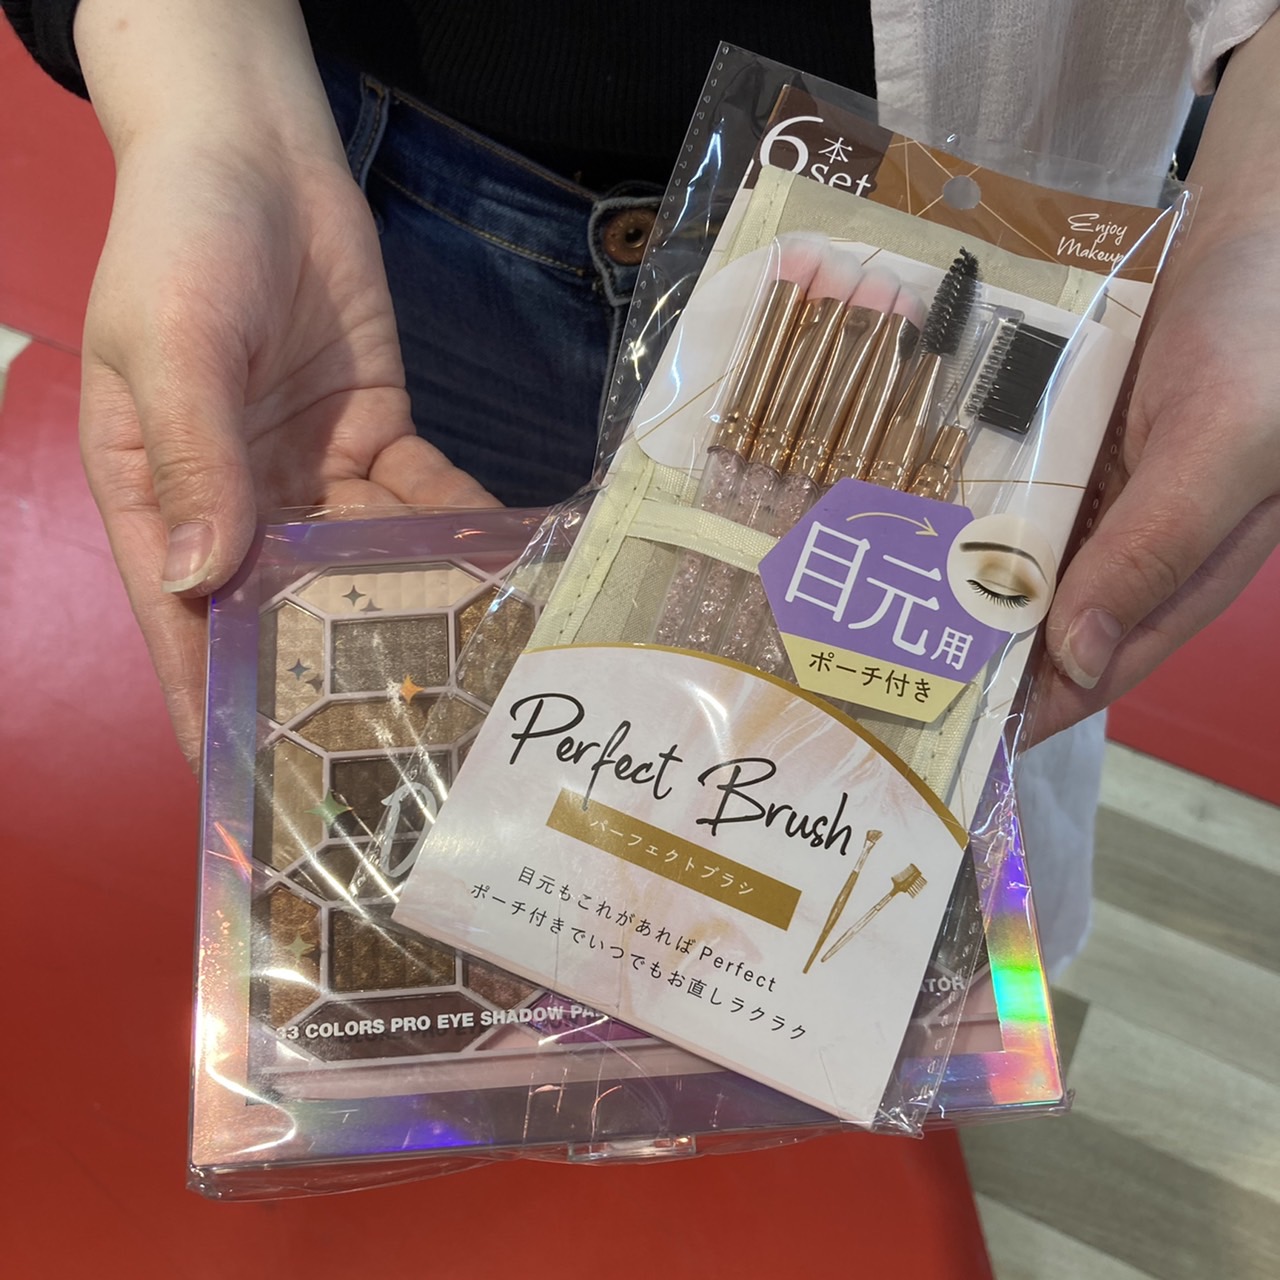 6本
set
Enjoy
Makeup
目元用
ポーチ付き
Perfect Brush
パーフェクトブラシ
目元もこれがあればPerfect
ポーチ付きでいつでもお直しラクラク
33 COLORS PRO EYE SHADOW